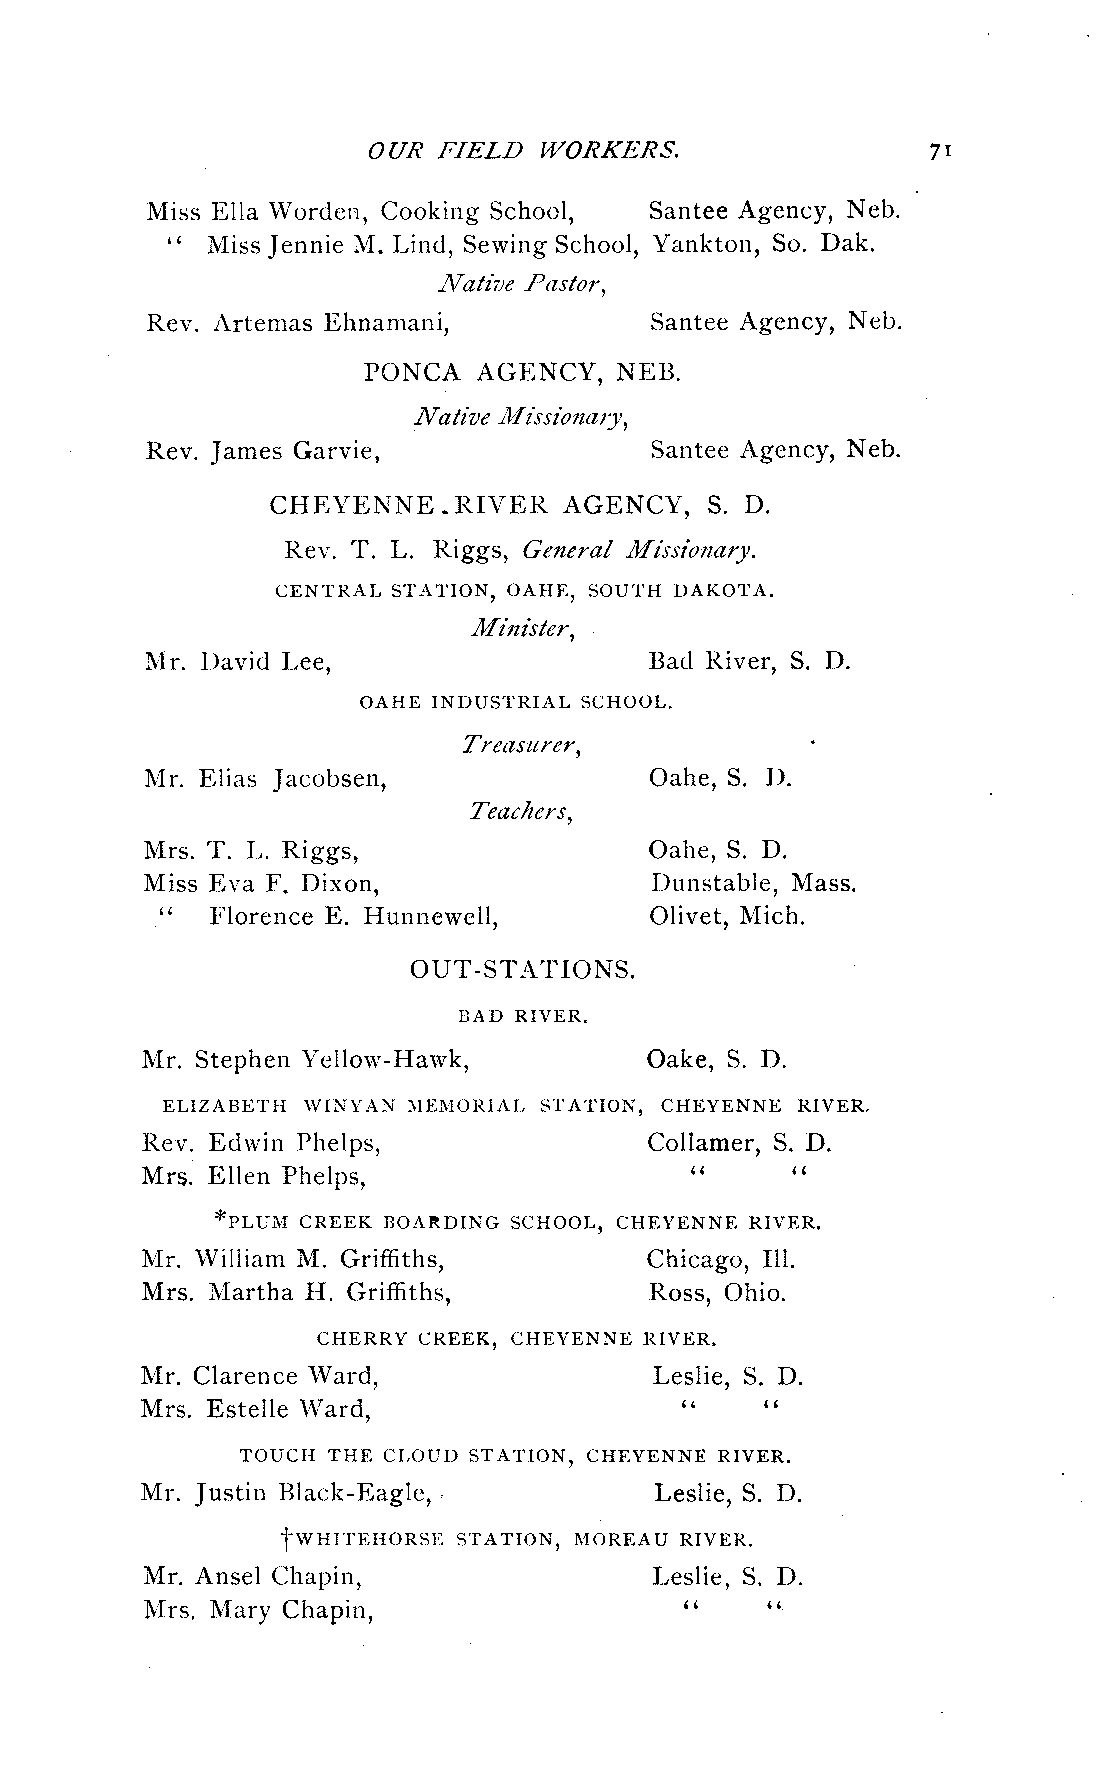 OUR FIELD WORKERS. 71
Miss Ella Worden, Cooking School, Santee Agency, Neb.
" Miss Jennie M. Lind, Sewing School, Yankton, So. Dak.
Native Pastor,
Rev. Artemas Ehnamani, Santee Agency, Neb.
PONCA AGENCY, NEB.
Native Missionary,
Rev. James Garvie, Santee Agency, Neb.
CHEYENNE RIVER AGENCY, S. D.
Rev. T. L. Riggs, General Missionary.
CENTRAL STATION, OAHE, SOUTH DAKOTA.
Minister,
Mr. David Lee, Bad River, S. D.
OAHE INDUSTRIAL SCHOOL.
Treasurer,
Mr. Elias Jacobsen, Oahe, S. D.
Teachers,
Mrs. T. L. Riggs, Oahe, S. D.
Miss Eva F. Dixon, Dunstable, Mass.
" Florence E. Hunnewell, Olivet, Mich.
OUT-STATIONS.
BAD RIVER.
Mr. Stephen Yellow-Hawk, Oake, S. D.
ELIZABETH WINYAN MEMORIAL STATION, CHEYENNE RIVER.
Rev. Edwin Phelps, Collamer, S. D.
Mrs. Ellen Phelps, " "
*PLUM CREEK BOARDING SCHOOL, CHEYENNE RIVER.
Mr. William M. Griffiths, Chicago, Ill.
Mrs. Martha H. Griffiths, Ross, Ohio.
CHERRY CREEK, CHEYENNE RIVER.
Mr. Clarence Ward, Leslie, S. D.
Mrs. Estelle Ward, " "
TOUCH THE CLOUD STATION, CHEYENNE RIVER.
Mr. Justin Black-Eagle, Leslie, S. D.
†WHITEHORSE STATION, MOREAU RIVER.
Mr. Ansel Chapin, Leslie, S. D.
Mrs. Mary Chapin, " "